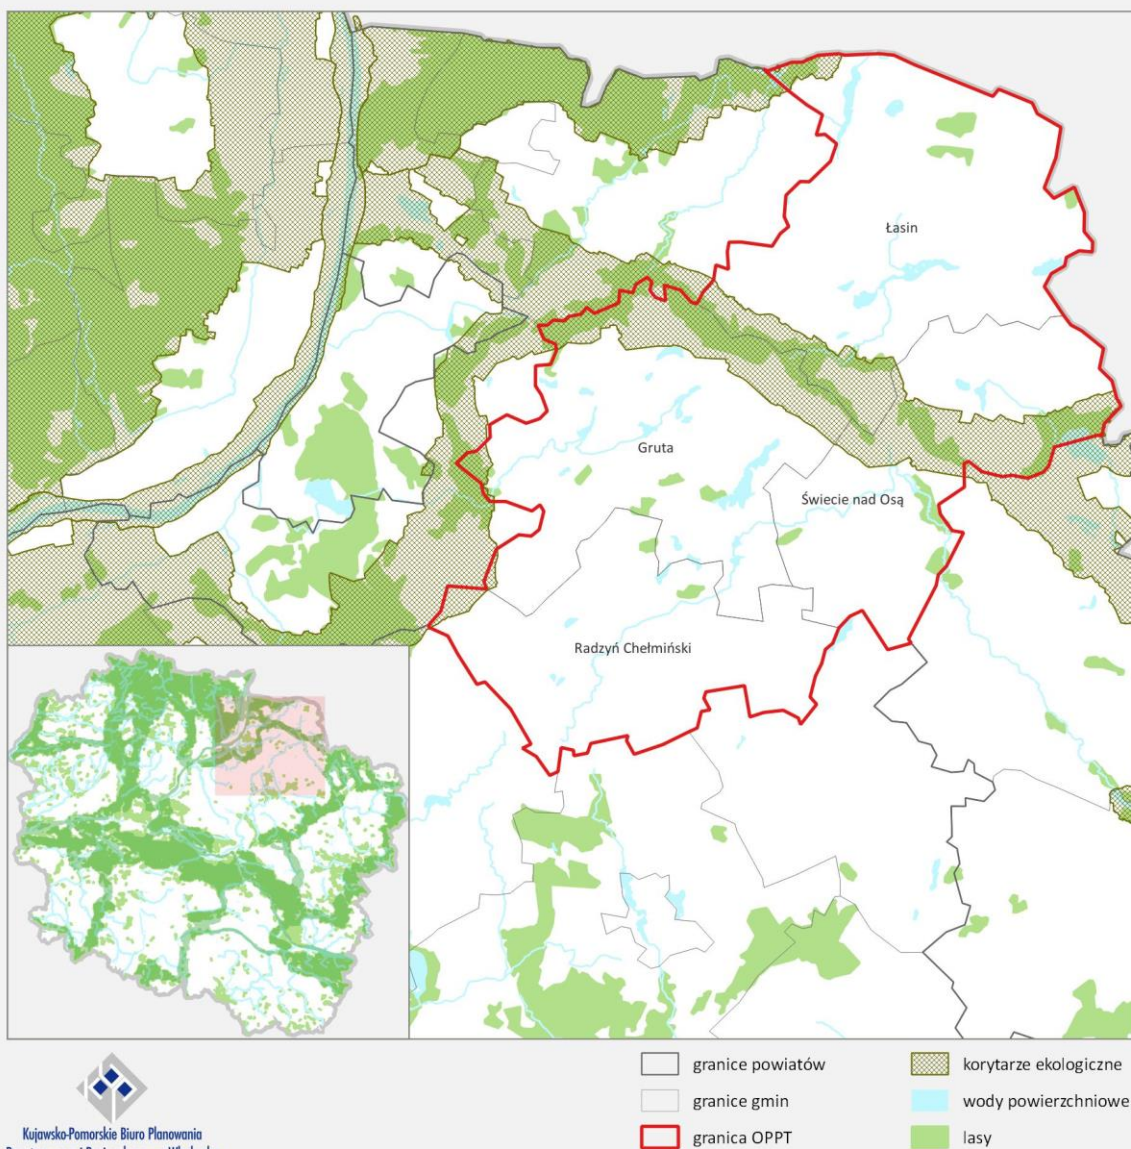 Łasin
Gruta
Świecie nad Osą
Radzyń Chełmiński
granice powiatów
granice gmin
granica OPPT
korytarze ekologiczne
wody powierzchniowe
lasy
Kujawsko-Pomorskie Biuro Planowania